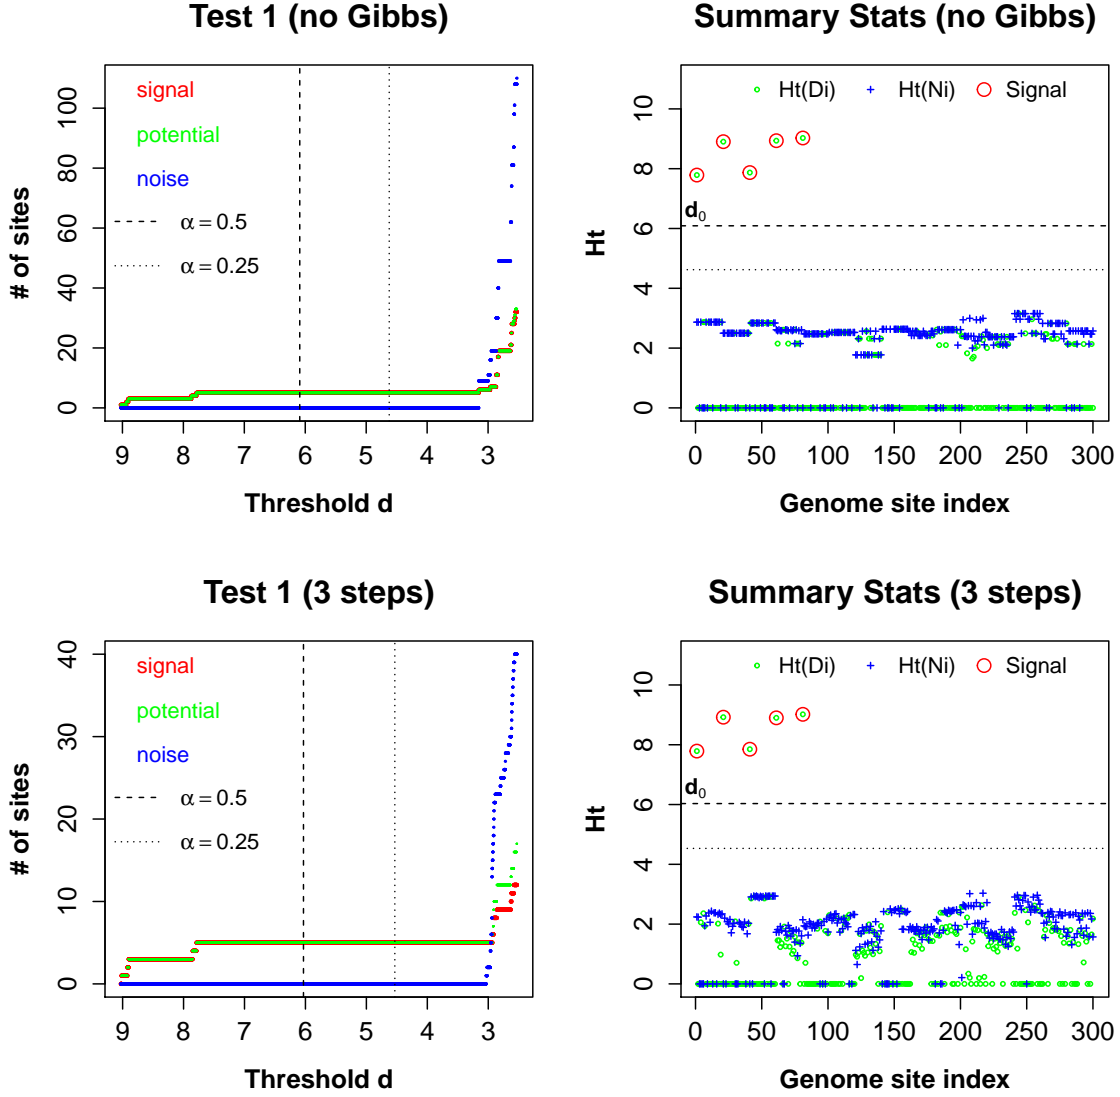 Test 1 (no Gibbs)
signal
potential
noise
α = 0.5
α = 0.25
# of sites
0 20 40 60 80 100
9 8 7 6 5 4 3
Threshold d
Summary Stats (no Gibbs)
Ht(Di) Ht(Ni) Signal
d0
Ht
0 2 4 6 8 10
0 50 100 150 200 250 300
Genome site index
Test 1 (3 steps)
signal
potential
noise
α = 0.5
α = 0.25
# of sites
0 10 20 30 40
9 8 7 6 5 4 3
Threshold d
Summary Stats (3 steps)
Ht(Di) Ht(Ni) Signal
d0
Ht
0 2 4 6 8 10
0 50 100 150 200 250 300
Genome site index